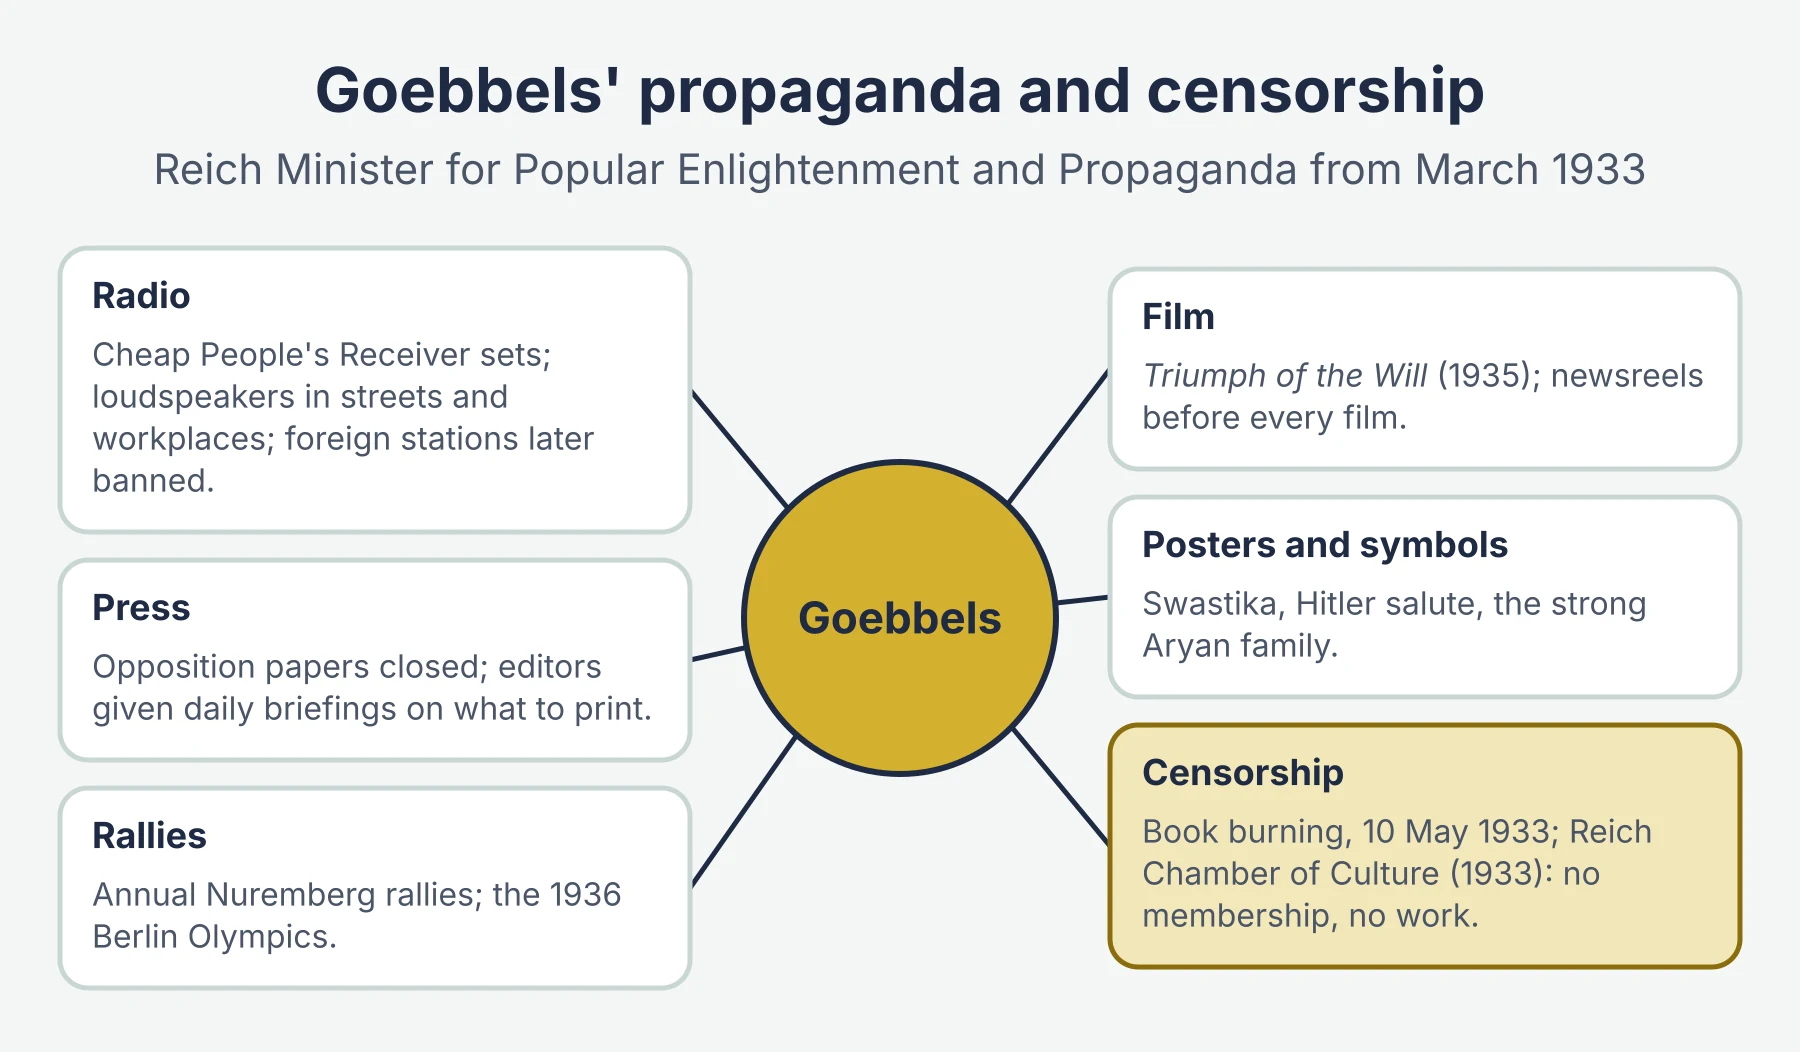 Goebbels' propaganda and censorship
Reich Minister for Popular Enlightenment and Propaganda from March 1933
Radio
Cheap People's Receiver sets;
loudspeakers in streets and
workplaces; foreign stations later
banned.
Press
Opposition papers closed; editors
given daily briefings on what to print.
Rallies
Annual Nuremberg rallies; the 1936
Berlin Olympics.
Goebbels
Film
Triumph of the Will (1935); newsreels
before every film.
Posters and symbols
Swastika, Hitler salute, the strong
Aryan family.
Censorship
Book burning, 10 May 1933; Reich
Chamber of Culture (1933): no
membership, no work.